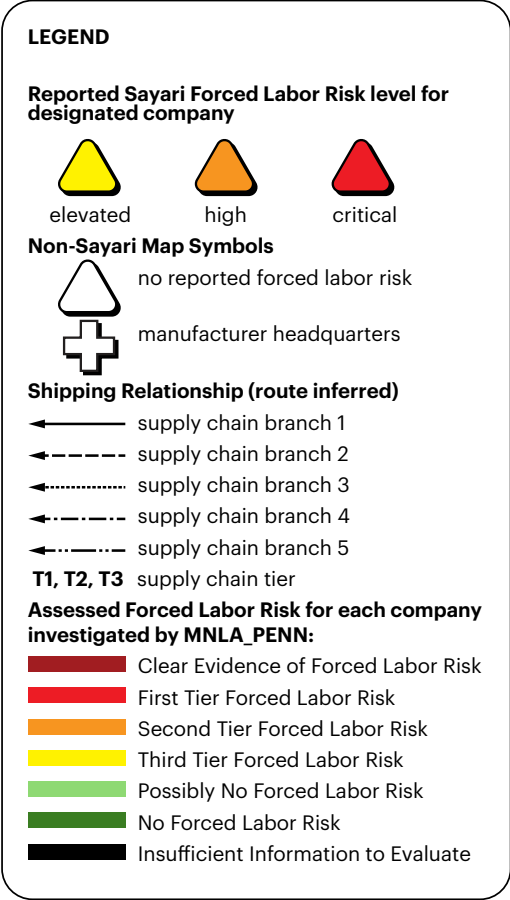 LEGEND
Reported Sayari Forced Labor Risk level for
designated company
elevated high critical
Non-Sayari Map Symbols
no reported forced labor risk
manufacturer headquarters
Shipping Relationship (route inferred)
supply chain branch 1
supply chain branch 2
supply chain branch 3
supply chain branch 4
supply chain branch 5
T1, T2, T3 supply chain tier
Assessed Forced Labor Risk for each company
investigated by MNLA_PENN:
Clear Evidence of Forced Labor Risk
First Tier Forced Labor Risk
Second Tier Forced Labor Risk
Third Tier Forced Labor Risk
Possibly No Forced Labor Risk
No Forced Labor Risk
Insufficient Information to Evaluate